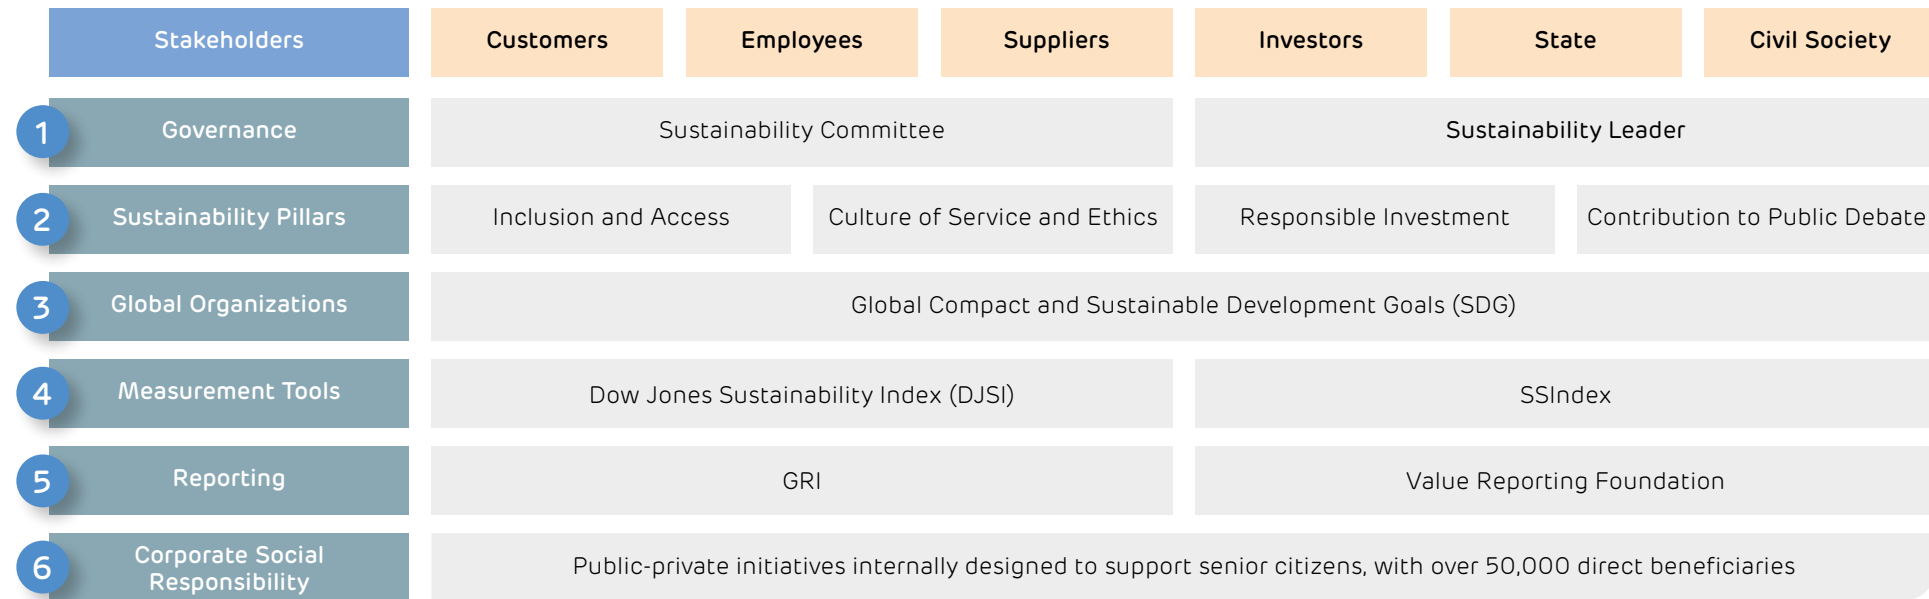 Stakeholders Customers Employees Suppliers Investors State Civil Society
1 Governance Sustainability Committee Sustainability Leader
2 Sustainability Pillars Inclusion and Access Culture of Service and Ethics Responsible Investment Contribution to Public Debate
3 Global Organizations Global Compact and Sustainable Development Goals (SDG)
4 Measurement Tools Dow Jones Sustainability Index (DJSI) SSIndex
5 Reporting GRI Value Reporting Foundation
6 Corporate Social
Responsibility
Public-private initiatives internally designed to support senior citizens, with over 50,000 direct beneficiaries